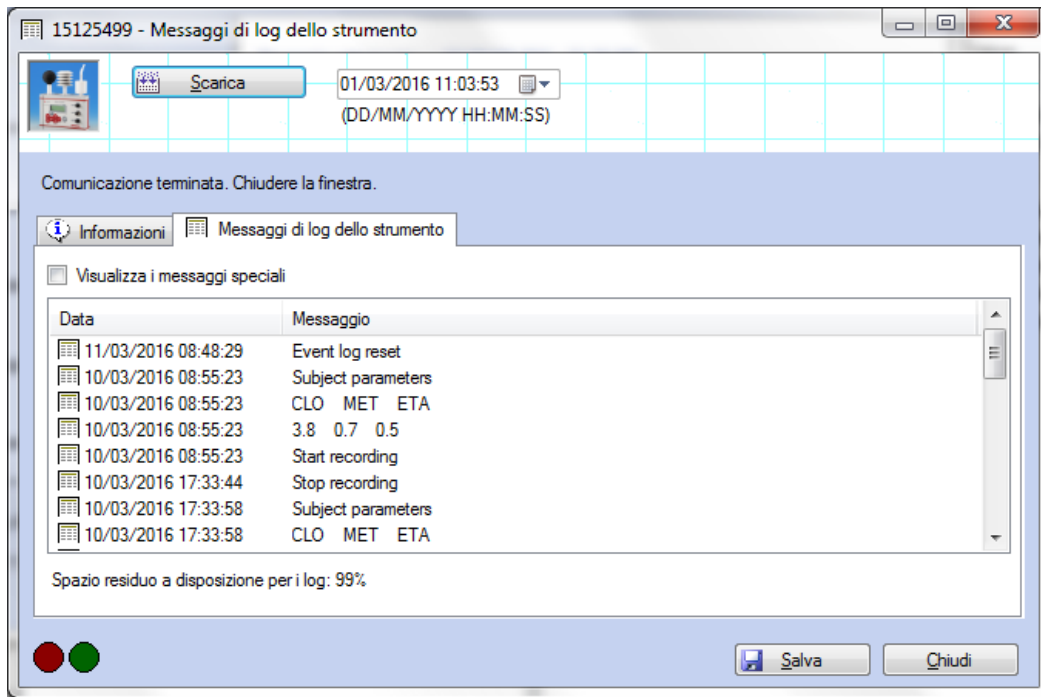 15125499 - Messaggi di log dello strumento
Scarica
01/03/2016 11:03:53
(DD/MM/YYYY HH:MM:SS)
Comunicazione terminata. Chiudere la finestra.
Informazioni Messaggi di log dello strumento
Visualizza i messaggi speciali
Data Messaggio
11/03/2016 08:48:29 Event log reset
10/03/2016 08:55:23 Subject parameters
10/03/2016 08:55:23 CLO MET ETA
10/03/2016 08:55:23 3.8 0.7 0.5
10/03/2016 08:55:23 Start recording
10/03/2016 17:33:44 Stop recording
10/03/2016 17:33:58 Subject parameters
10/03/2016 17:33:58 CLO MET ETA
Spazio residuo a disposizione per i log: 99%
Salva Chiudi